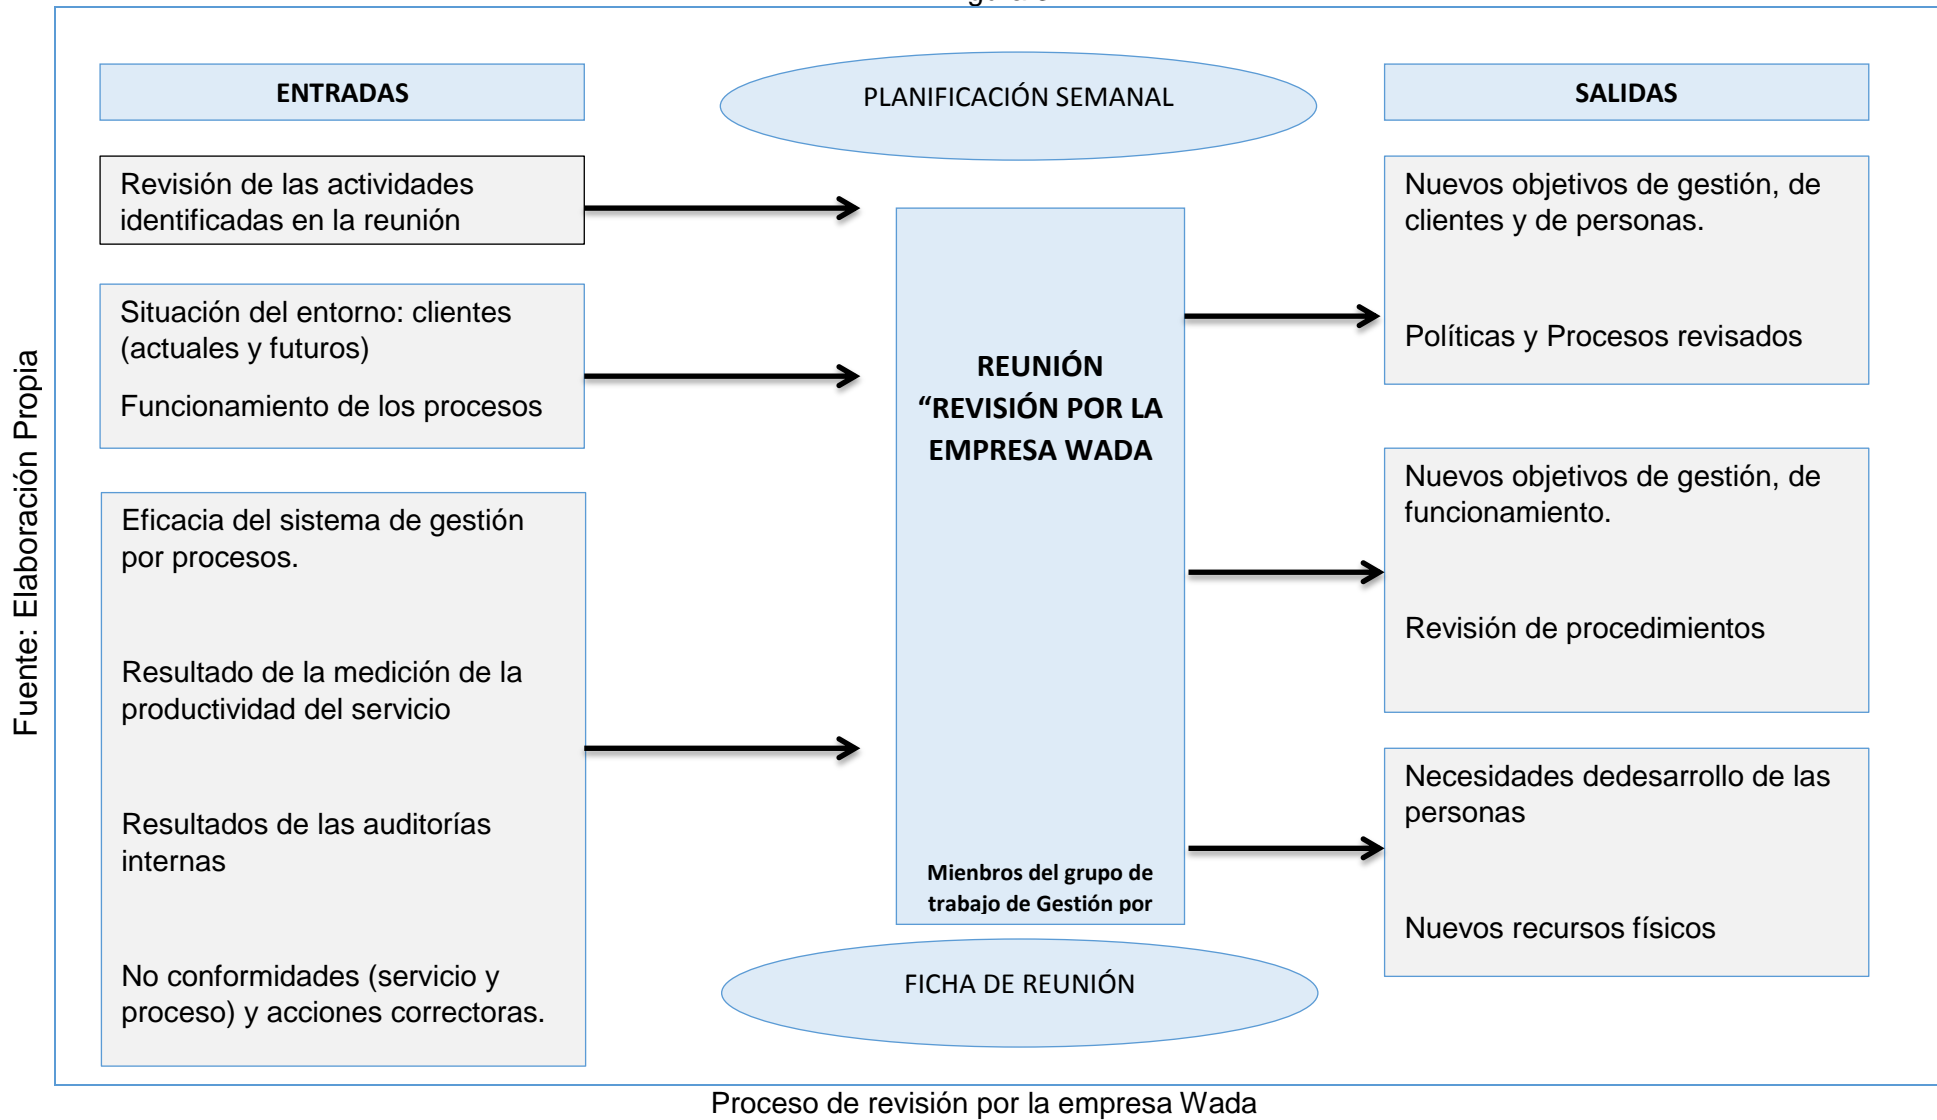 ENTRADAS
Revisión de las actividades
identificadas en la reunión
Situación del entorno: clientes
(actuales y futuros)
Funcionamiento de los procesos
Eficacia del sistema de gestión
por procesos.
Resultado de la medición de la
productividad del servicio
Resultados de las auditorías
internas
No conformidades (servicio y
proceso) y acciones correctoras.
PLANIFICACIÓN SEMANAL
REUNIÓN
“REVISIÓN POR LA
EMPRESA WADA
Mienbros del grupo de
trabajo de Gestión por
FICHA DE REUNIÓN
SALIDAS
Nuevos objetivos de gestión, de
clientes y de personas.
Políticas y Procesos revisados
Nuevos objetivos de gestión, de
funcionamiento.
Revisión de procedimientos
Necesidades dedesarrollo de las
personas
Nuevos recursos físicos
Fuente: Elaboración Propia
Proceso de revisión por la empresa Wada